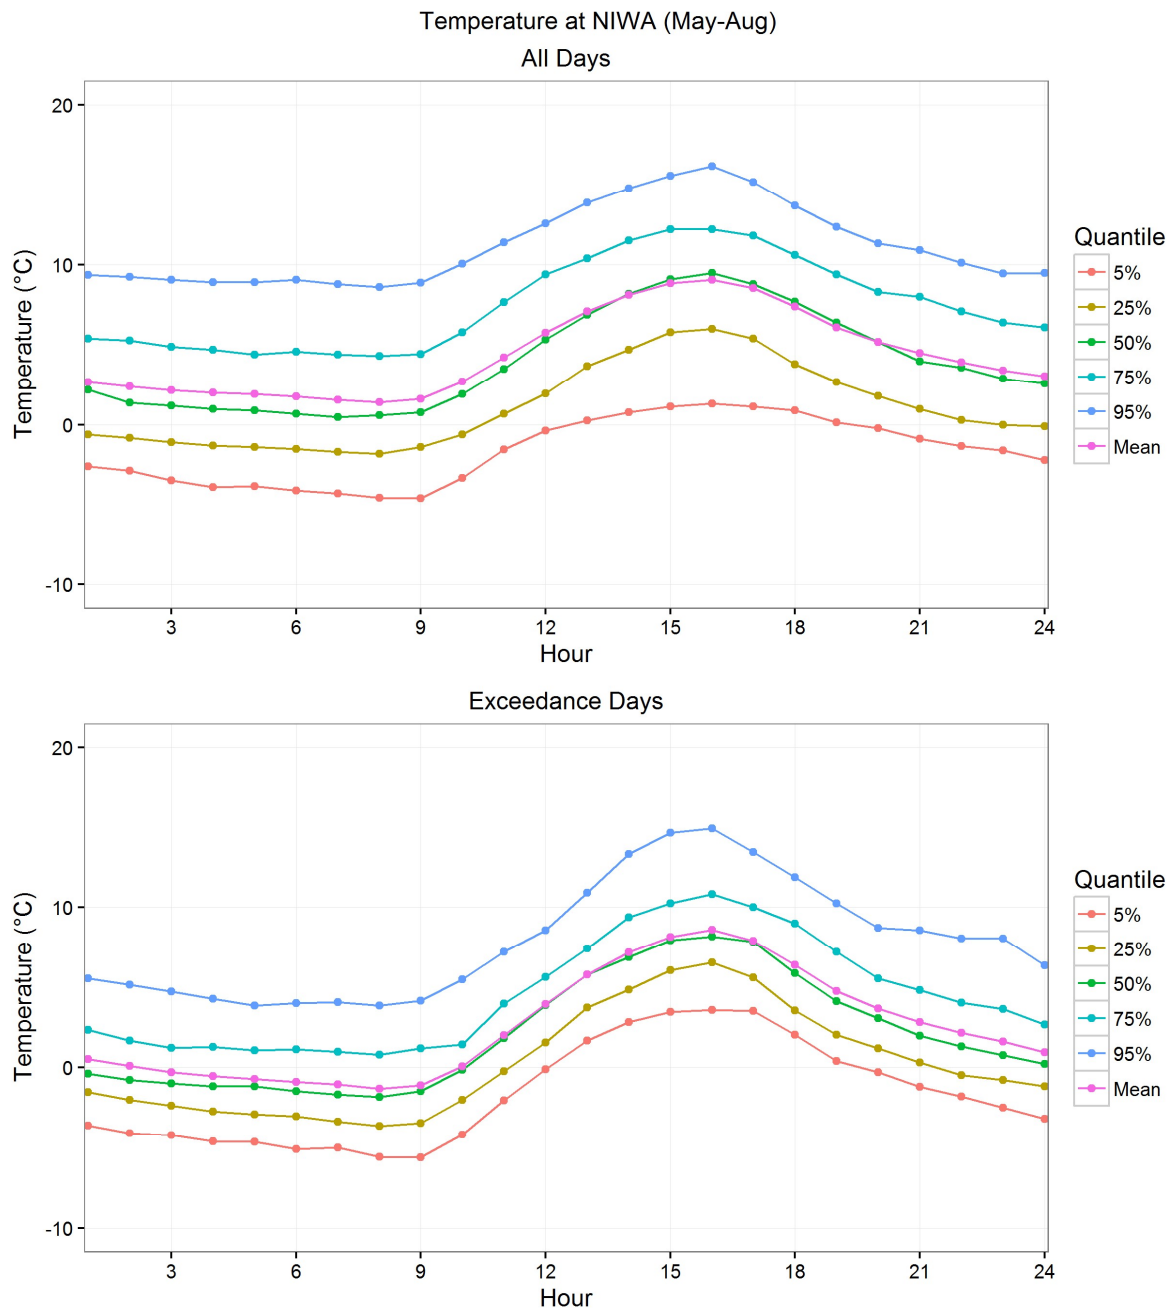 Temperature at NIWA (May-Aug)
All Days
20
10
0
-10
Temperature (°C)
3 6 9 12 15 18 21 24
Hour
Quantile
5%
25%
50%
75%
95%
Mean
Exceedance Days
20
10
0
-10
Temperature (°C)
3 6 9 12 15 18 21 24
Hour
Quantile
5%
25%
50%
75%
95%
Mean